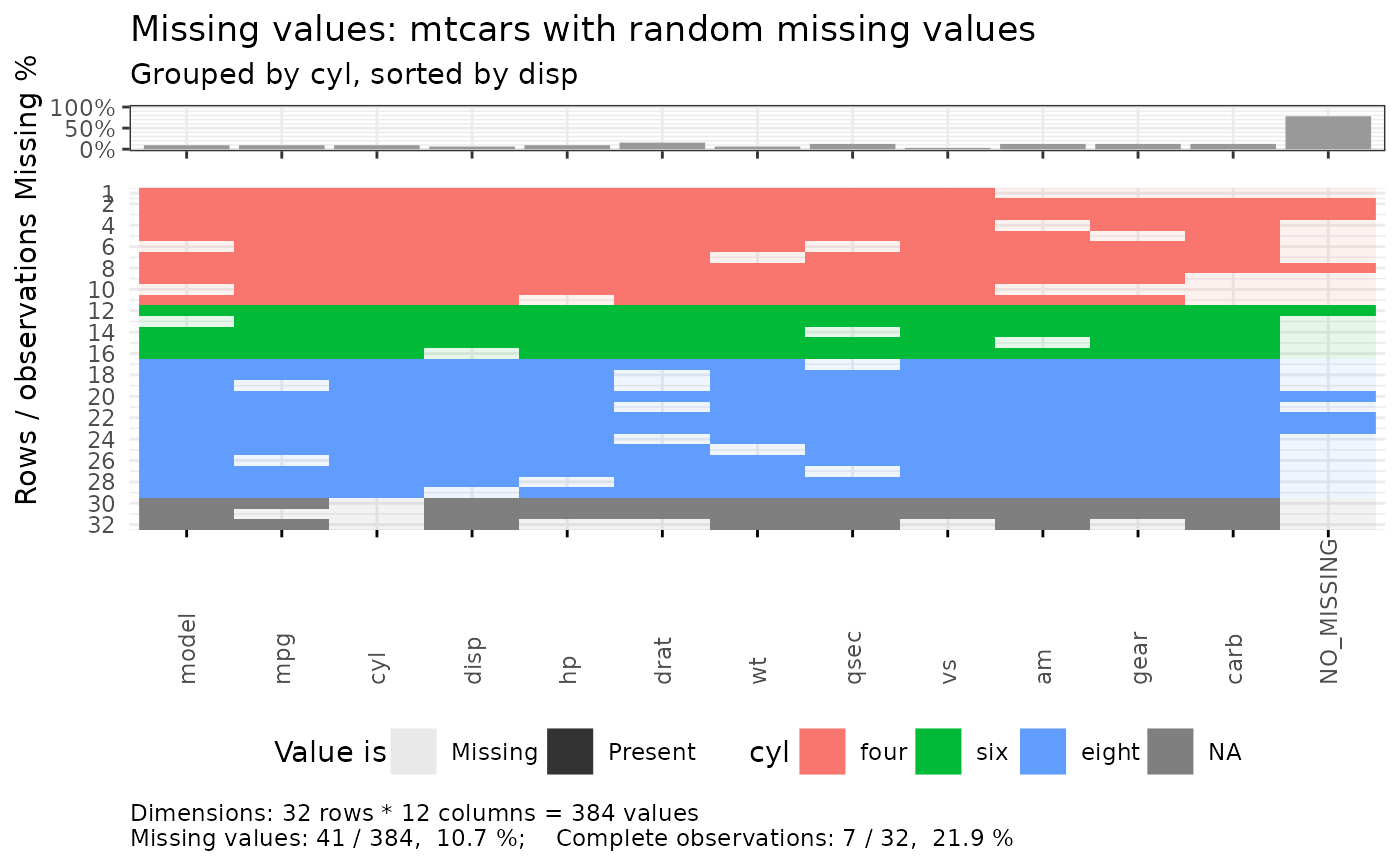 Missing values: mtcars with random missing values
Grouped by cyl, sorted by disp
Missing %
100%
50%
0%
Rows / observations
1
2
4
6
8
10
12
14
16
18
20
22
24
26
28
30
32
model
mpg
cyl
disp
hp
drat
wt
qsec
vs
am
gear
carb
NO_MISSING
Value is Missing Present cyl four six eight NA
Dimensions: 32 rows * 12 columns = 384 values
Missing values: 41 / 384,  10.7 %;    Complete observations: 7 / 32,  21.9 %